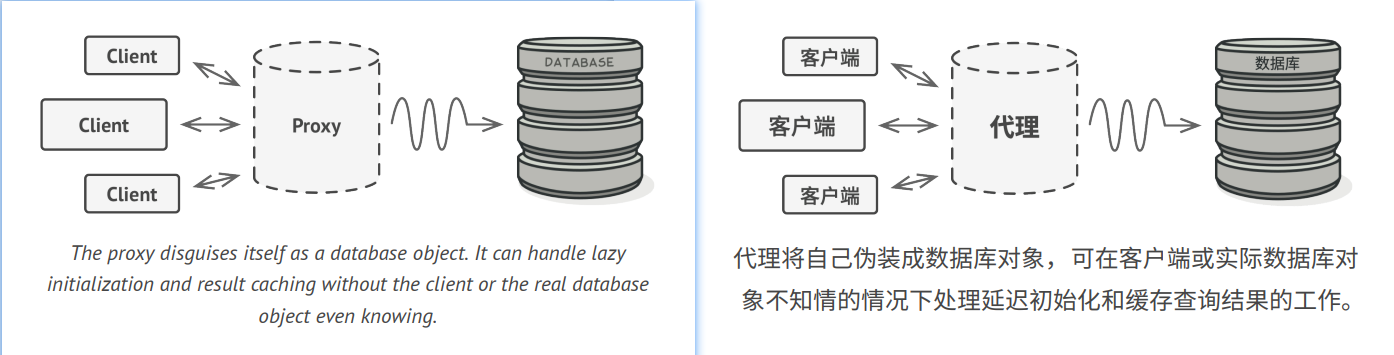 Client
Client
Client
Proxy
DATABASE
The proxy disguises itself as a database object. It can handle lazy
initialization and result caching without the client or the real database
object even knowing.
客户端
客户端
客户端
代理
数据库
代理将自己伪装成数据库对象，可在客户端或实际数据库对
象不知情的情况下处理延迟初始化和缓存查询结果的工作。